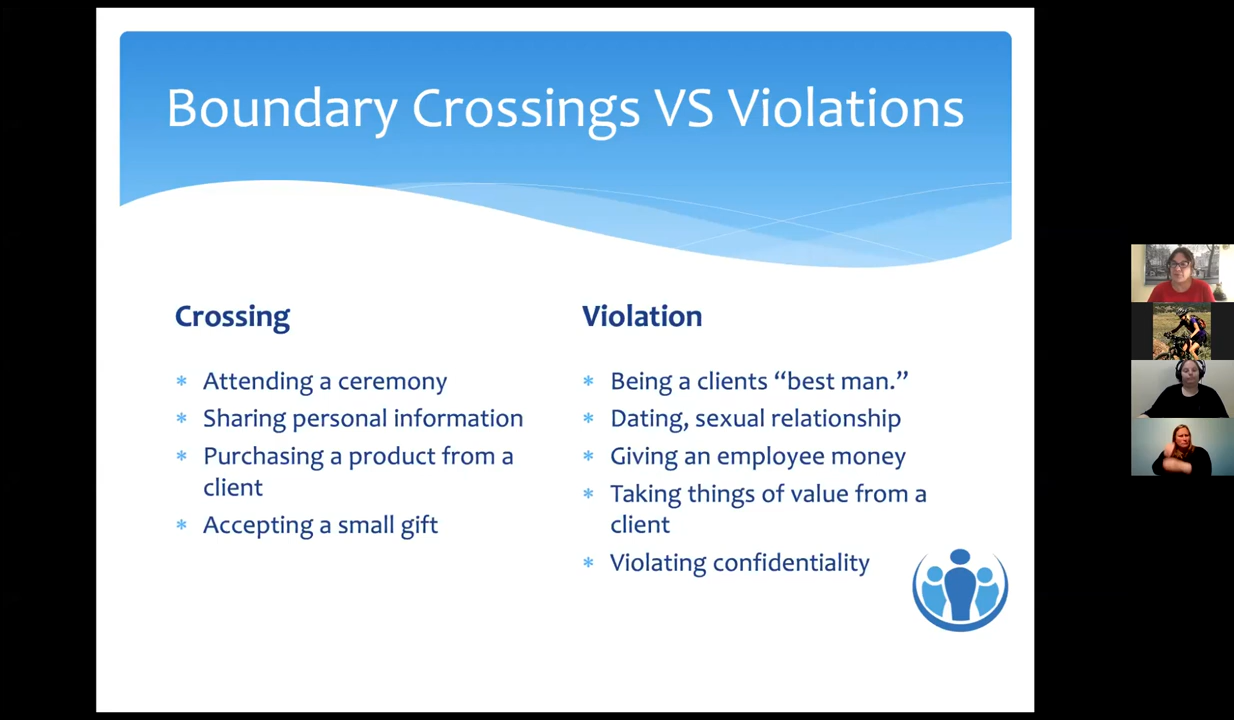 Boundary Crossings VS Violations
Crossing
* Attending a ceremony
* Sharing personal information
* Purchasing a product from a
client
* Accepting a small gift
Violation
* Being a clients “best man.”
* Dating, sexual relationship
* Giving an employee money
* Taking things of value from a
client
* Violating confidentiality